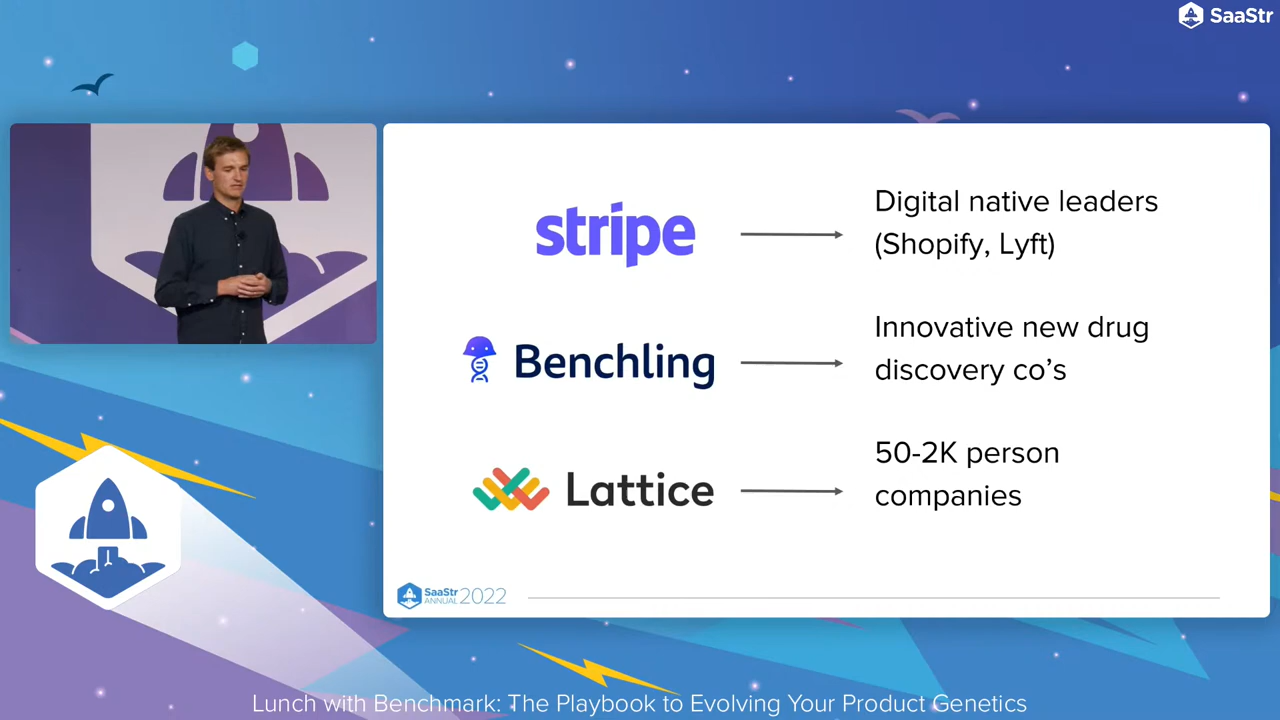 SaaStr
stripe
Digital native leaders
(Shopify, Lyft)
Benchling
Innovative new drug
discovery co’s
Lattice
50-2K person
companies
SaaStr
ANNUAL 2022
Lunch with Benchmark: The Playbook to Evolving Your Product Genetics